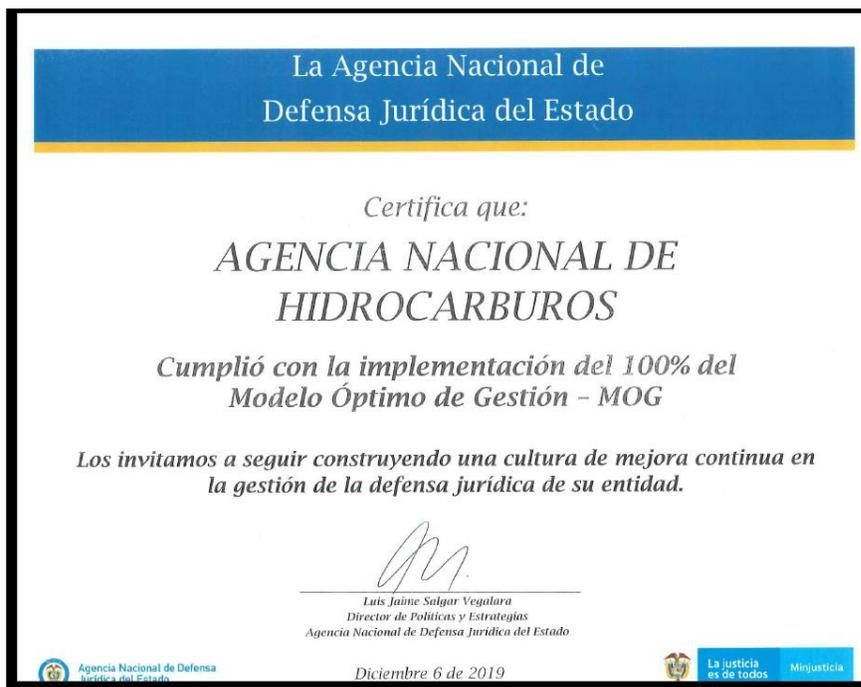 La Agencia Nacional de
Defensa Jurídica del Estado
Certifica que:
AGENCIA NACIONAL DE
HIDROCARBUROS
Cumplió con la implementación del 100% del
Modelo Óptimo de Gestión – MOG
Los invitamos a seguir construyendo una cultura de mejora continua en
la gestión de la defensa jurídica de su entidad.
Luis Jaime Salgar Vegalara
Director de Políticas y Estrategias
Agencia Nacional de Defensa Jurídica del Estado
Agencia Nacional de Defensa
Jurídica del Estado
Diciembre 6 de 2019
La justicia
es de todos
Minjusticia